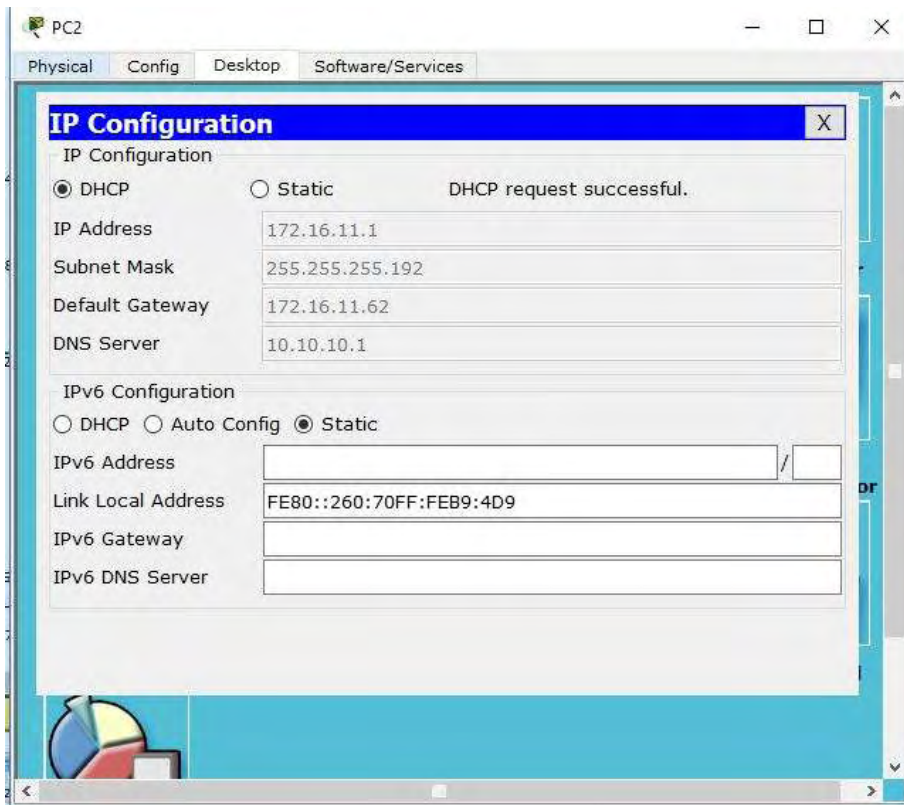 PC2
Physical Config Desktop Software/Services
IP Configuration X
IP Configuration
DHCP Static DHCP request successful.
IP Address 172.16.11.1
Subnet Mask 255.255.255.192
Default Gateway 172.16.11.62
DNS Server 10.10.10.1
IPv6 Configuration
DHCP Auto Config Static
IPv6 Address /
Link Local Address FE80::260:70FF:FEB9:4D9
or
IPv6 Gateway
IPv6 DNS Server